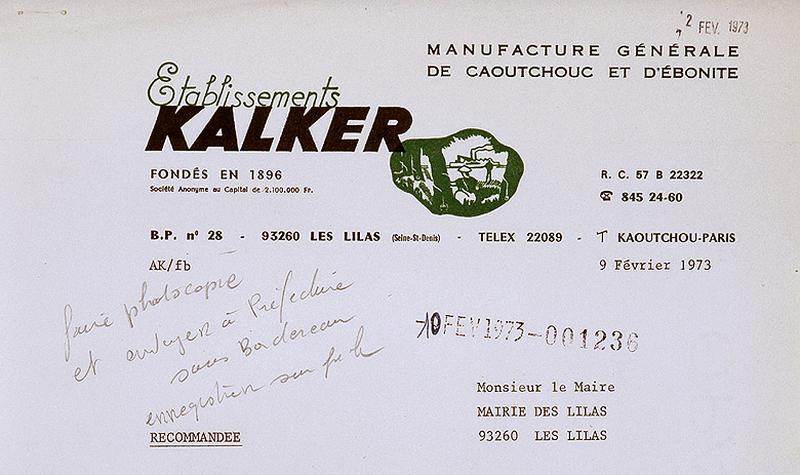 2 FEV. 1973
MANUFACTURE GÉNÉRALE
DE CAOUTCHOUC ET D'ÉBONITE
Etablissements
KALKER
FONDÉS EN 1896
Société Anonyme au Capital de 2.100.000 Fr.
R. C. 57 B 22322
☎ 845 24-60
B.P. n° 28 - 93260 LES LILAS (Seine-St-Denis) - TELEX 22089 - T KAOUTCHOU-PARIS
AK/fb
9 Février 1973
faire photocopie
et envoyer à Préfecture
sous Bordereau
enregistrer sur
10 FEV 1973-001236
Monsieur le Maire
MAIRIE DES LILAS
RECOMMANDEE
93260 LES LILAS